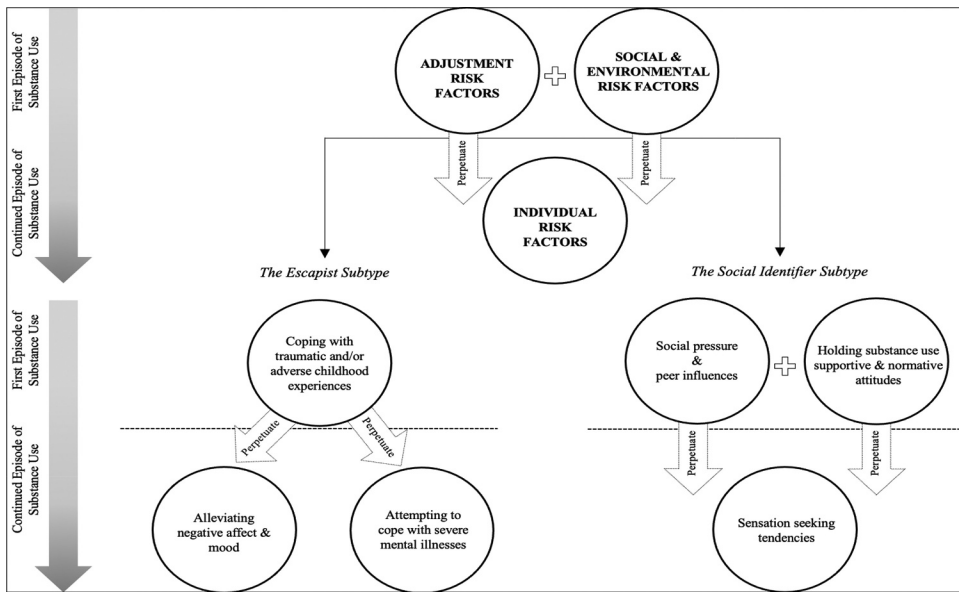 First Episode of
Substance Use
Continued Episode of
Substance Use
ADJUSTMENT
RISK
FACTORS
SOCIAL &
ENVIRONMENTAL
RISK FACTORS
Perpetuate
Perpetuate
INDIVIDUAL
RISK
FACTORS
The Escapist Subtype
The Social Identifier Subtype
First Episode of
Substance Use
Continued Episode of
Substance Use
Coping with
traumatic and/or
adverse childhood
experiences
Perpetuate
Perpetuate
Alleviating
negative affect &
mood
Attempting to
cope with severe
mental illnesses
Social pressure
&
peer influences
Holding substance use
supportive & normative
attitudes
Perpetuate
Perpetuate
Sensation seeking
tendencies